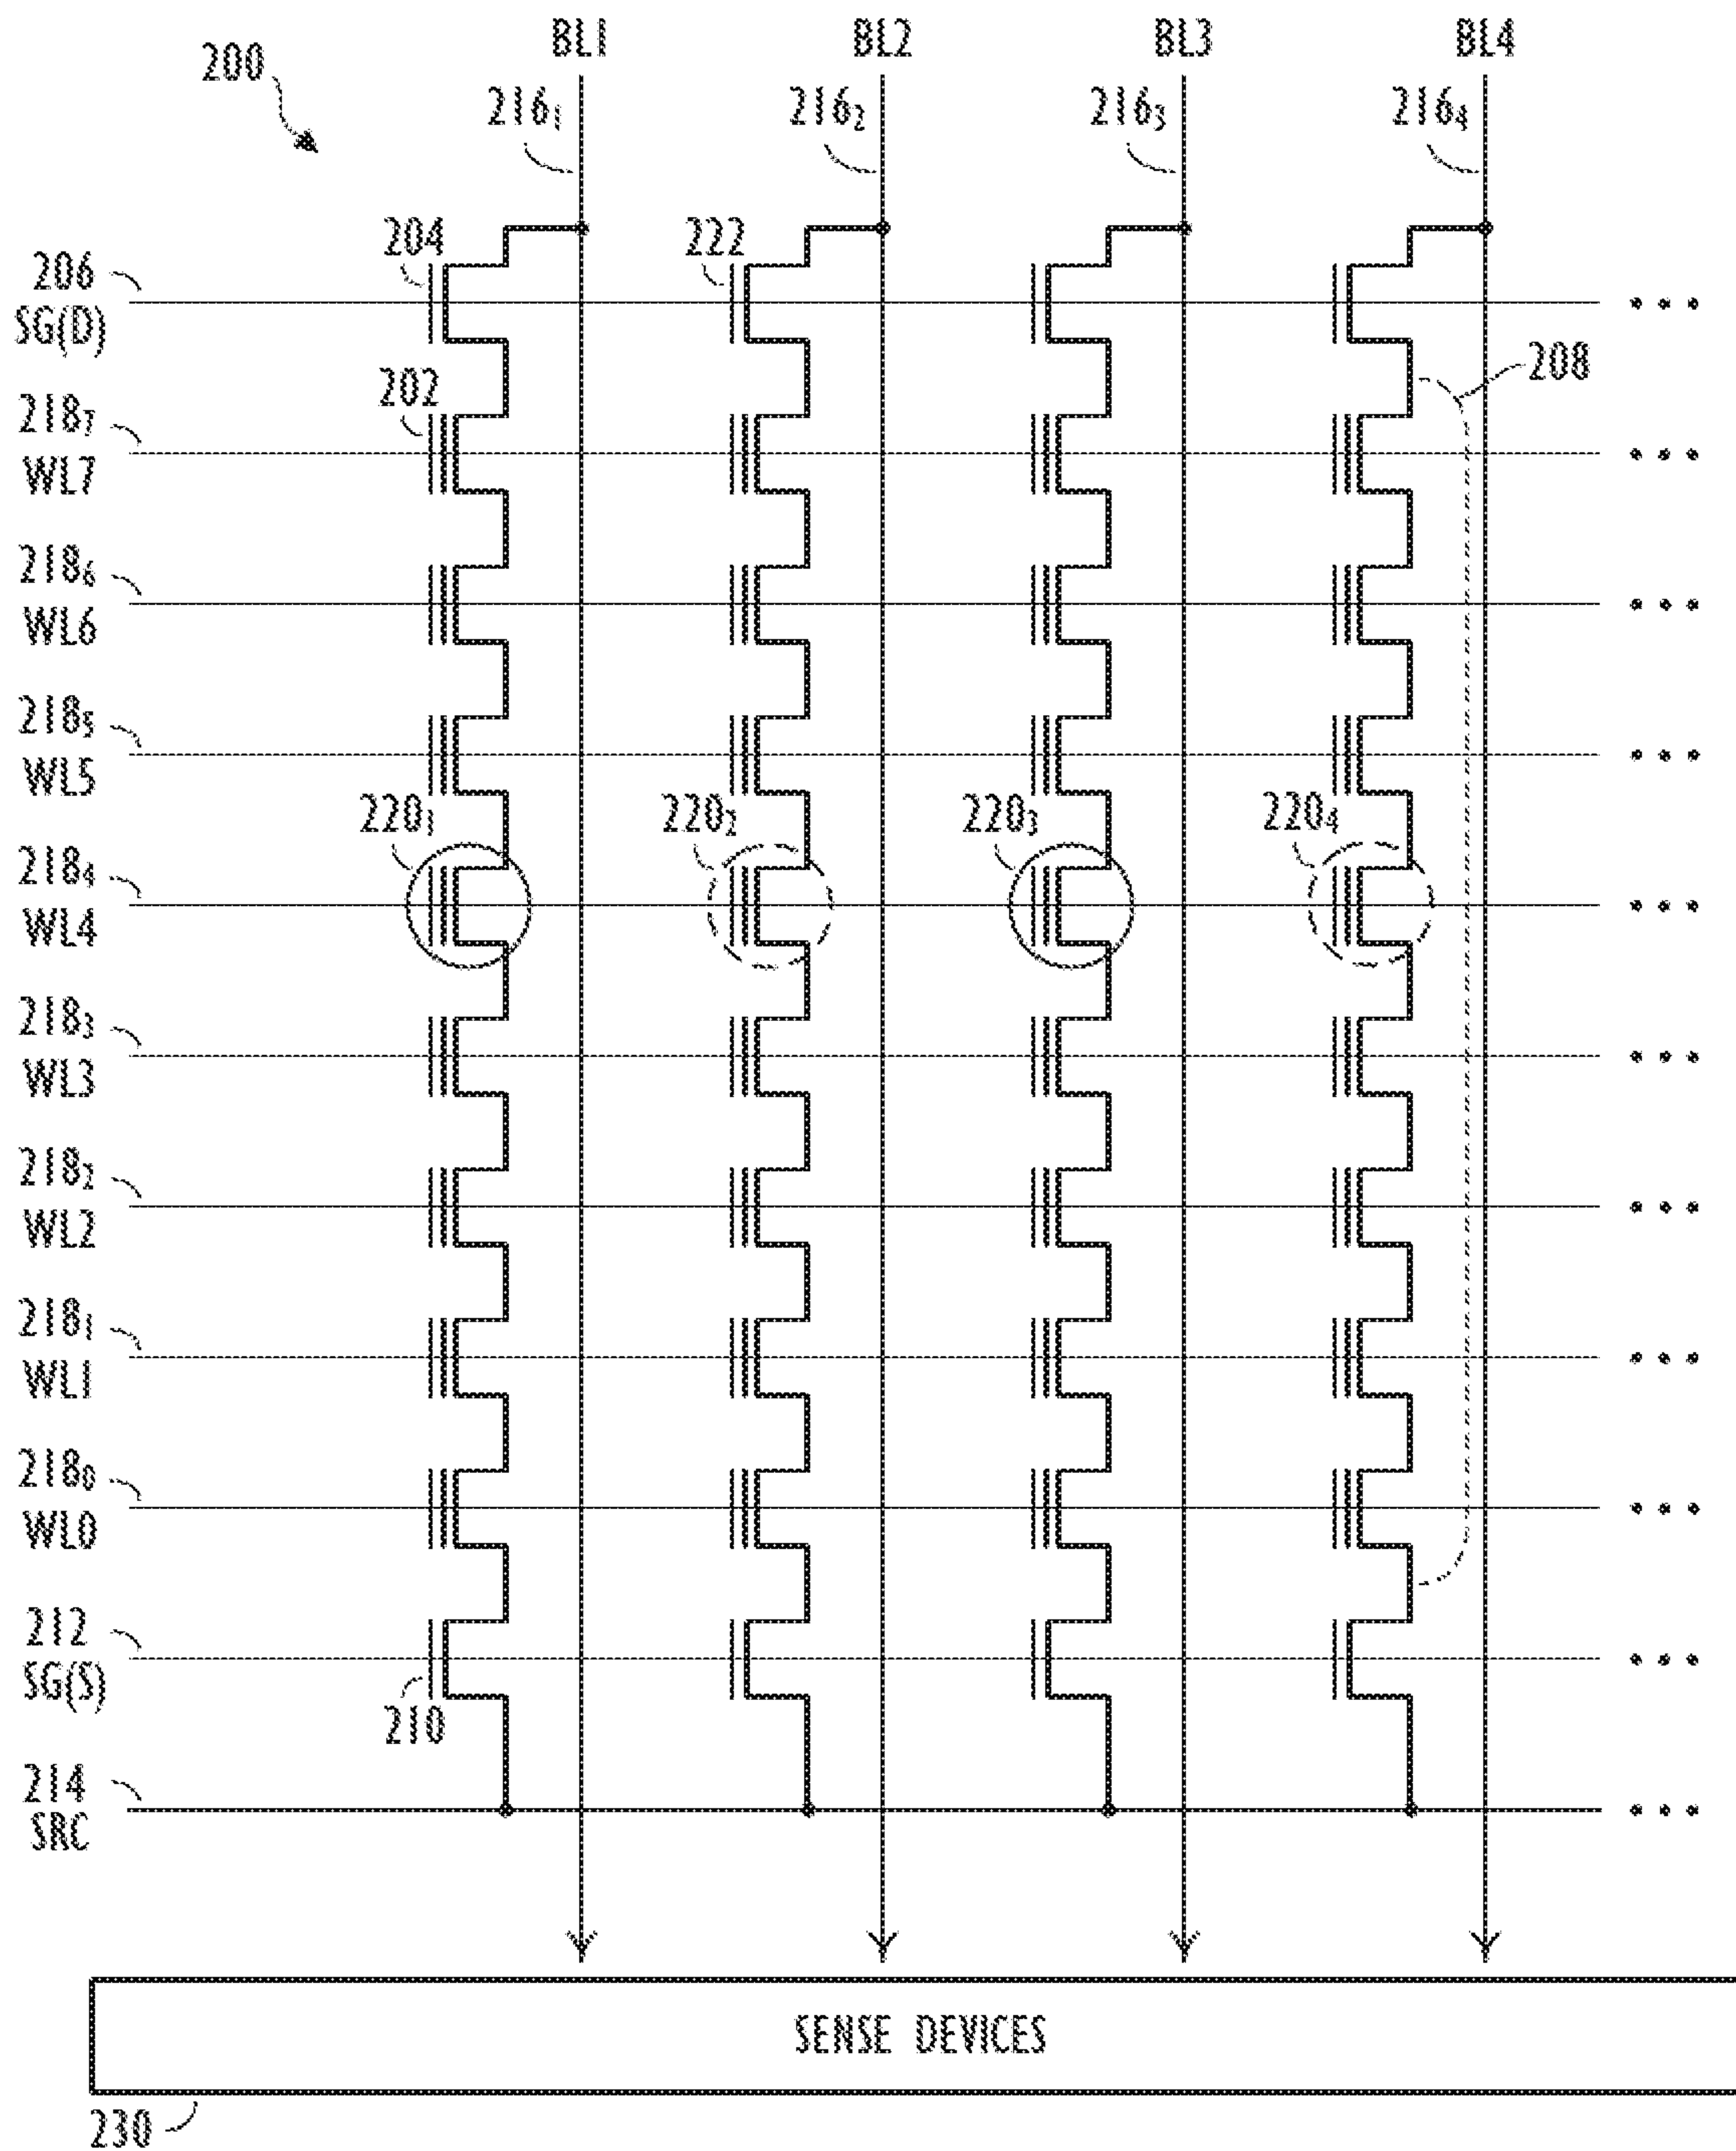 200
BL1
BL2
BL3
BL4
216₁
216₂
216₃
216₄
204
222
206
SG(D)
208
202
218₇
WL7
218₆
WL6
218₅
WL5
220₁
220₂
220₃
220₄
218₄
WL4
218₃
WL3
218₂
WL2
218₁
WL1
218₀
WL0
212
SG(S)
210
214
SRC
SENSE DEVICES
230